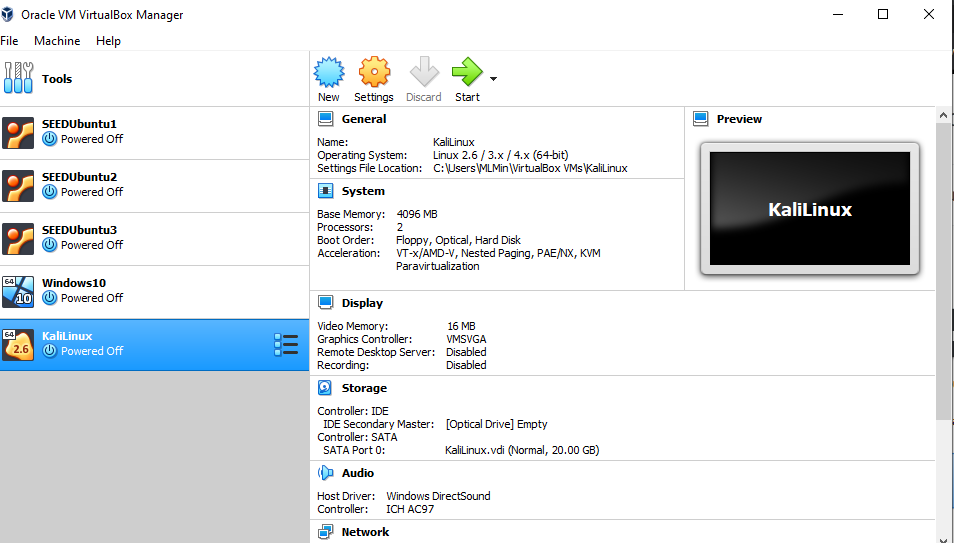 Oracle VM VirtualBox Manager
File Machine Help
Tools
New Settings Discard Start
SEEDUbuntu1
Powered Off
SEEDUbuntu2
Powered Off
SEEDUbuntu3
Powered Off
64
10
Windows10
Powered Off
64
2.6
KaliLinux
Powered Off
General
Name: KaliLinux
Operating System: Linux 2.6 / 3.x / 4.x (64-bit)
Settings File Location: C:\Users\MLMin\VirtualBox VMs\KaliLinux
System
Base Memory: 4096 MB
Processors: 2
Boot Order: Floppy, Optical, Hard Disk
Acceleration: VT-x/AMD-V, Nested Paging, PAE/NX, KVM
Paravirtualization
Preview
KaliLinux
Display
Video Memory: 16 MB
Graphics Controller: VMSVGA
Remote Desktop Server: Disabled
Recording: Disabled
Storage
Controller: IDE
IDE Secondary Master: [Optical Drive] Empty
Controller: SATA
SATA Port 0: KaliLinux.vdi (Normal, 20.00 GB)
Audio
Host Driver: Windows DirectSound
Controller: ICH AC97
Network